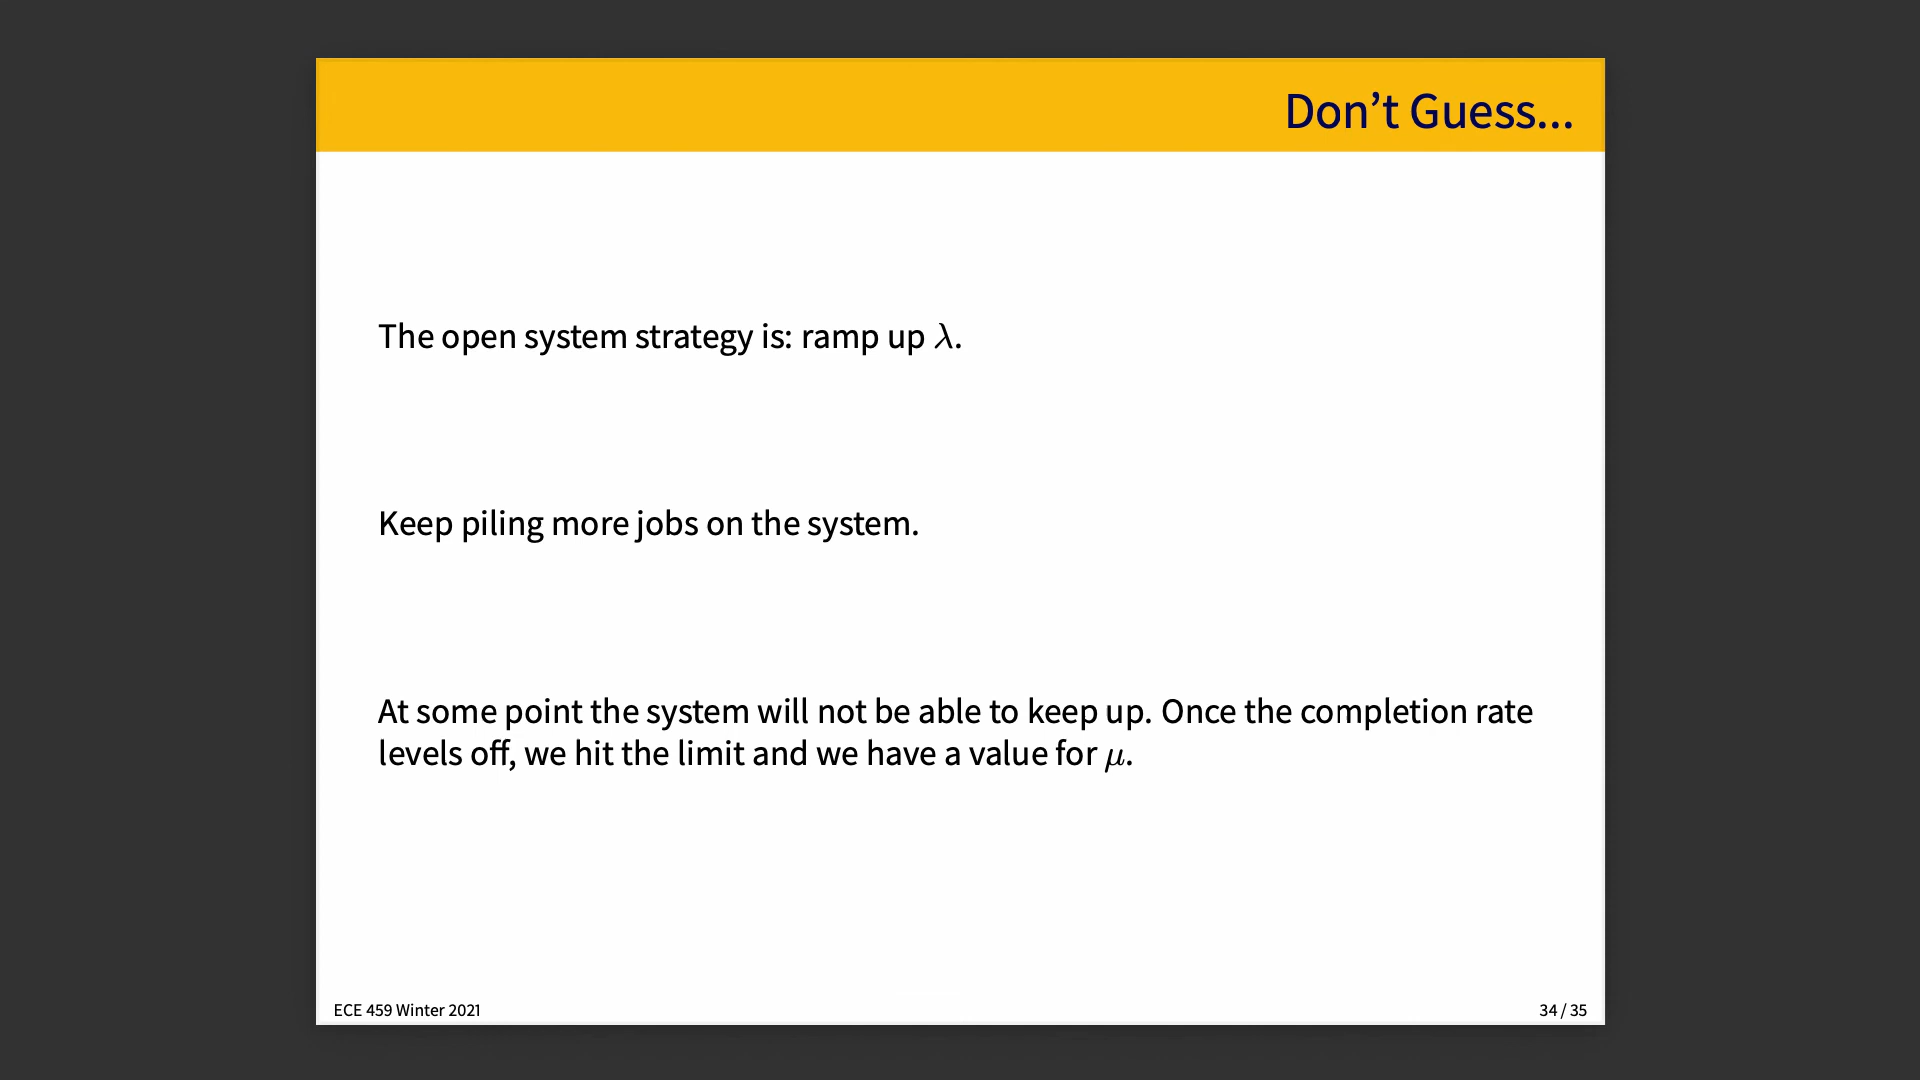 Don’t Guess...
The open system strategy is: ramp up λ.
Keep piling more jobs on the system.
At some point the system will not be able to keep up. Once the completion rate
levels off, we hit the limit and we have a value for μ.
ECE 459 Winter 2021
34 / 35